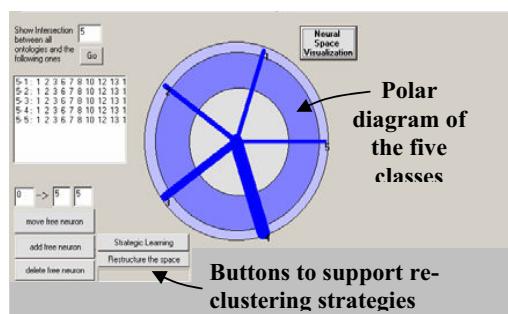 Show Intersection
between all
ontologies and the
following ones
5
Go
Neural
Space
Visualization
5-1: 1 2 3 6 7 8 10 12 13 1
5-2: 1 2 3 6 7 8 10 12 13 1
5-3: 1 2 3 6 7 8 10 12 13 1
5-4: 1 2 3 6 7 8 10 12 13 1
5-5: 1 2 3 6 7 8 10 12 13 1
1
2
3
4
5
Polar
diagram of
the five
classes
0 -> 5 5
move free neuron
add free neuron
delete free neuron
Strategic Learning
Restructure the space
Buttons to support re-
clustering strategies